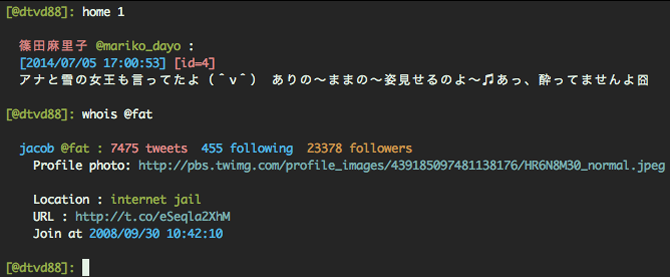 [@dtvd88]: home 1
篠田麻里子 @mariko_dayo :
[2014/07/05 17:00:53] [id=4]
アナと雪の女王も言ってたよ（＾ν＾） ありの〜ままの〜姿見せるのよ〜♫あっ、酔ってませんよ囧
[@dtvd88]: whois @fat
jacob @fat : 7475 tweets 455 following 23378 followers
Profile photo: http://pbs.twimg.com/profile_images/439185097481138176/HR6N8M30_normal.jpeg
Location : internet jail
URL : http://t.co/eSeqla2XhM
Join at 2008/09/30 10:42:10
[@dtvd88]: